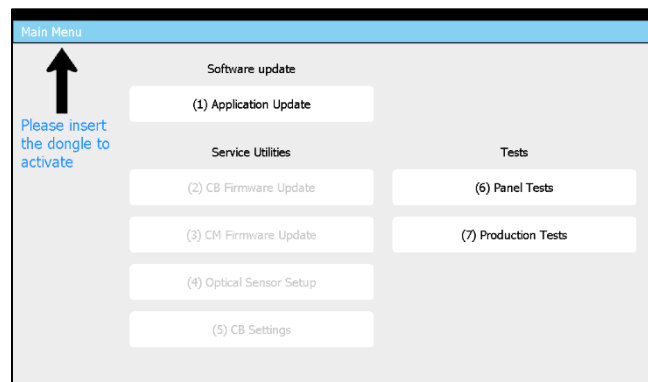 Main Menu
Software update
(1) Application Update
Please insert
the dongle to
activate
Service Utilities
Tests
(2) CB Firmware Update
(6) Panel Tests
(3) CM Firmware Update
(7) Production Tests
(4) Optical Sensor Setup
(5) CB Settings